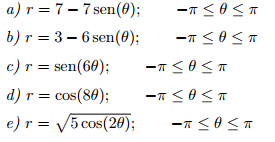 a) r = 7 − 7 sen(θ); −π ≤ θ ≤ π
b) r = 3 − 6 sen(θ); −π ≤ θ ≤ π
c) r = sen(6θ); −π ≤ θ ≤ π
d) r = cos(8θ); −π ≤ θ ≤ π
e) r = √(5 cos(2θ)); −π ≤ θ ≤ π